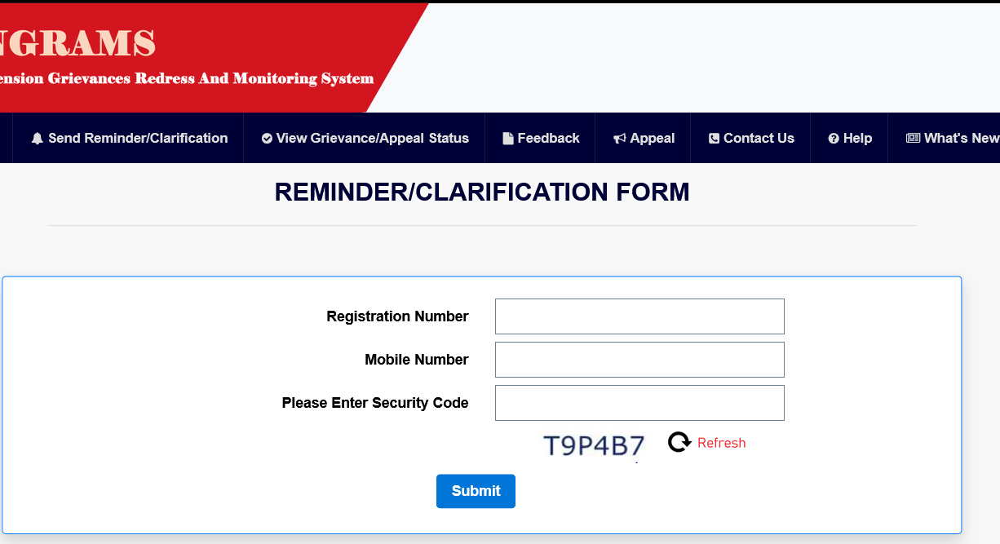 NGRAMS
ension Grievances Redress And Monitoring System
Send Reminder/Clarification View Grievance/Appeal Status Feedback Appeal Contact Us Help What's New
REMINDER/CLARIFICATION FORM
Registration Number
Mobile Number
Please Enter Security Code
T9P4B7 Refresh
Submit